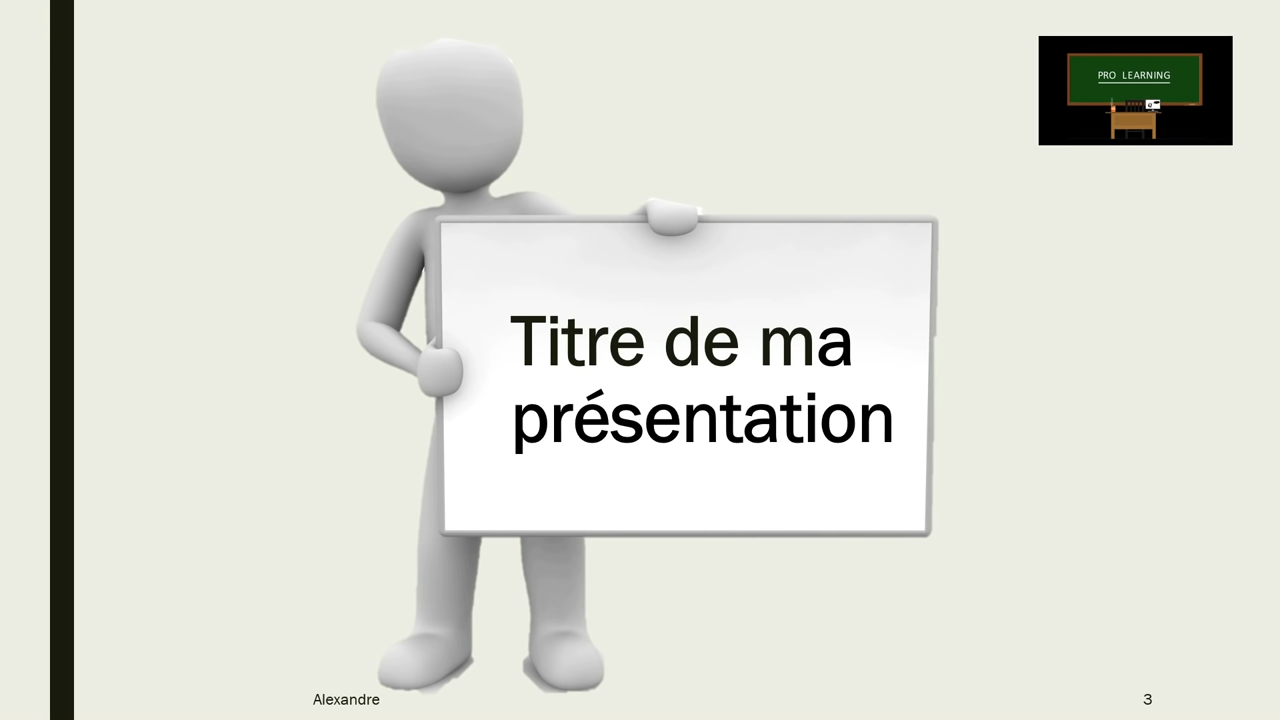 PRO LEARNING
Titre de ma
présentation
Alexandre
3